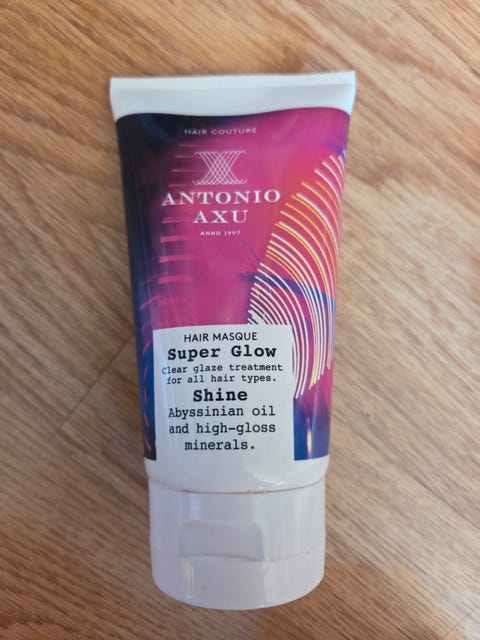 HAIR COUTURE
ANTONIO
AXU
ANNO 1997
HAIR MASQUE
Super Glow
Clear glaze treatment
for all hair types.
Shine
Abyssinian oil
and high-gloss
minerals.